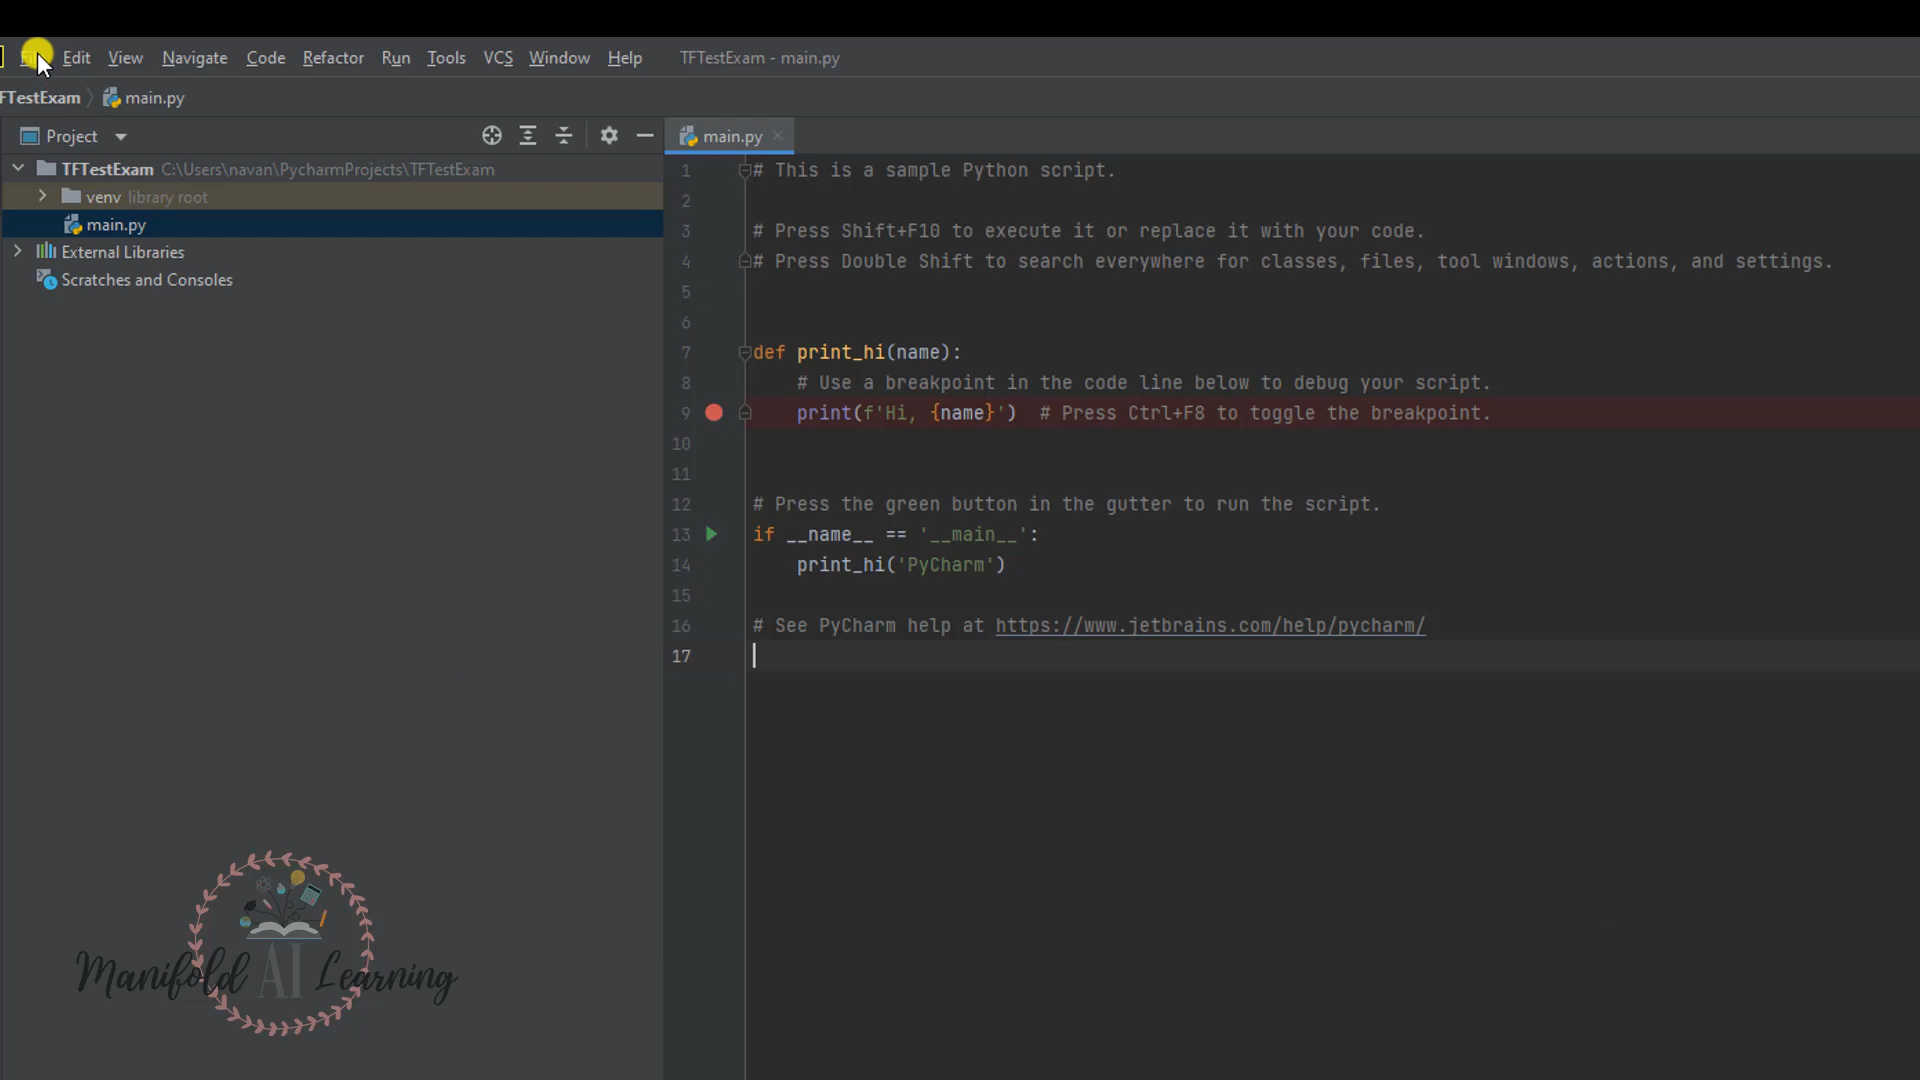 Edit View Navigate Code Refactor Run Tools VCS Window Help TFTestExam - main.py
FTestExam main.py
Project
main.py
TFTestExam C:\Users\navan\PycharmProjects\TFTestExam
venv library root
main.py
External Libraries
Scratches and Consoles
1 # This is a sample Python script.
2
3 # Press Shift+F10 to execute it or replace it with your code.
4 # Press Double Shift to search everywhere for classes, files, tool windows, actions, and settings.
5
6
7 def print_hi(name):
8 # Use a breakpoint in the code line below to debug your script.
9 print(f'Hi, {name}')  # Press Ctrl+F8 to toggle the breakpoint.
10
11
12 # Press the green button in the gutter to run the script.
13 if __name__ == '__main__':
14 print_hi('PyCharm')
15
16 # See PyCharm help at https://www.jetbrains.com/help/pycharm/
17
Manifold AI Learning